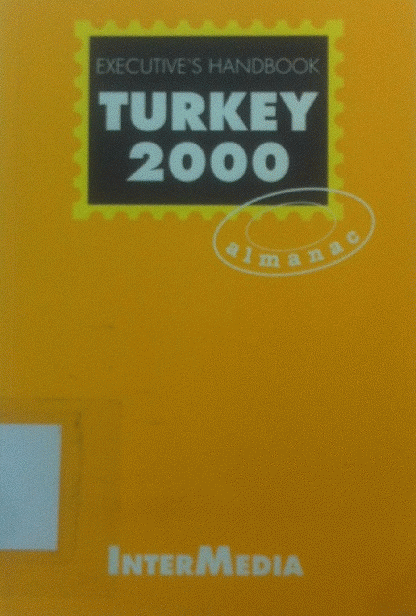 EXECUTIVE'S HANDBOOK
TURKEY
2000
almanac
INTERMEDIA